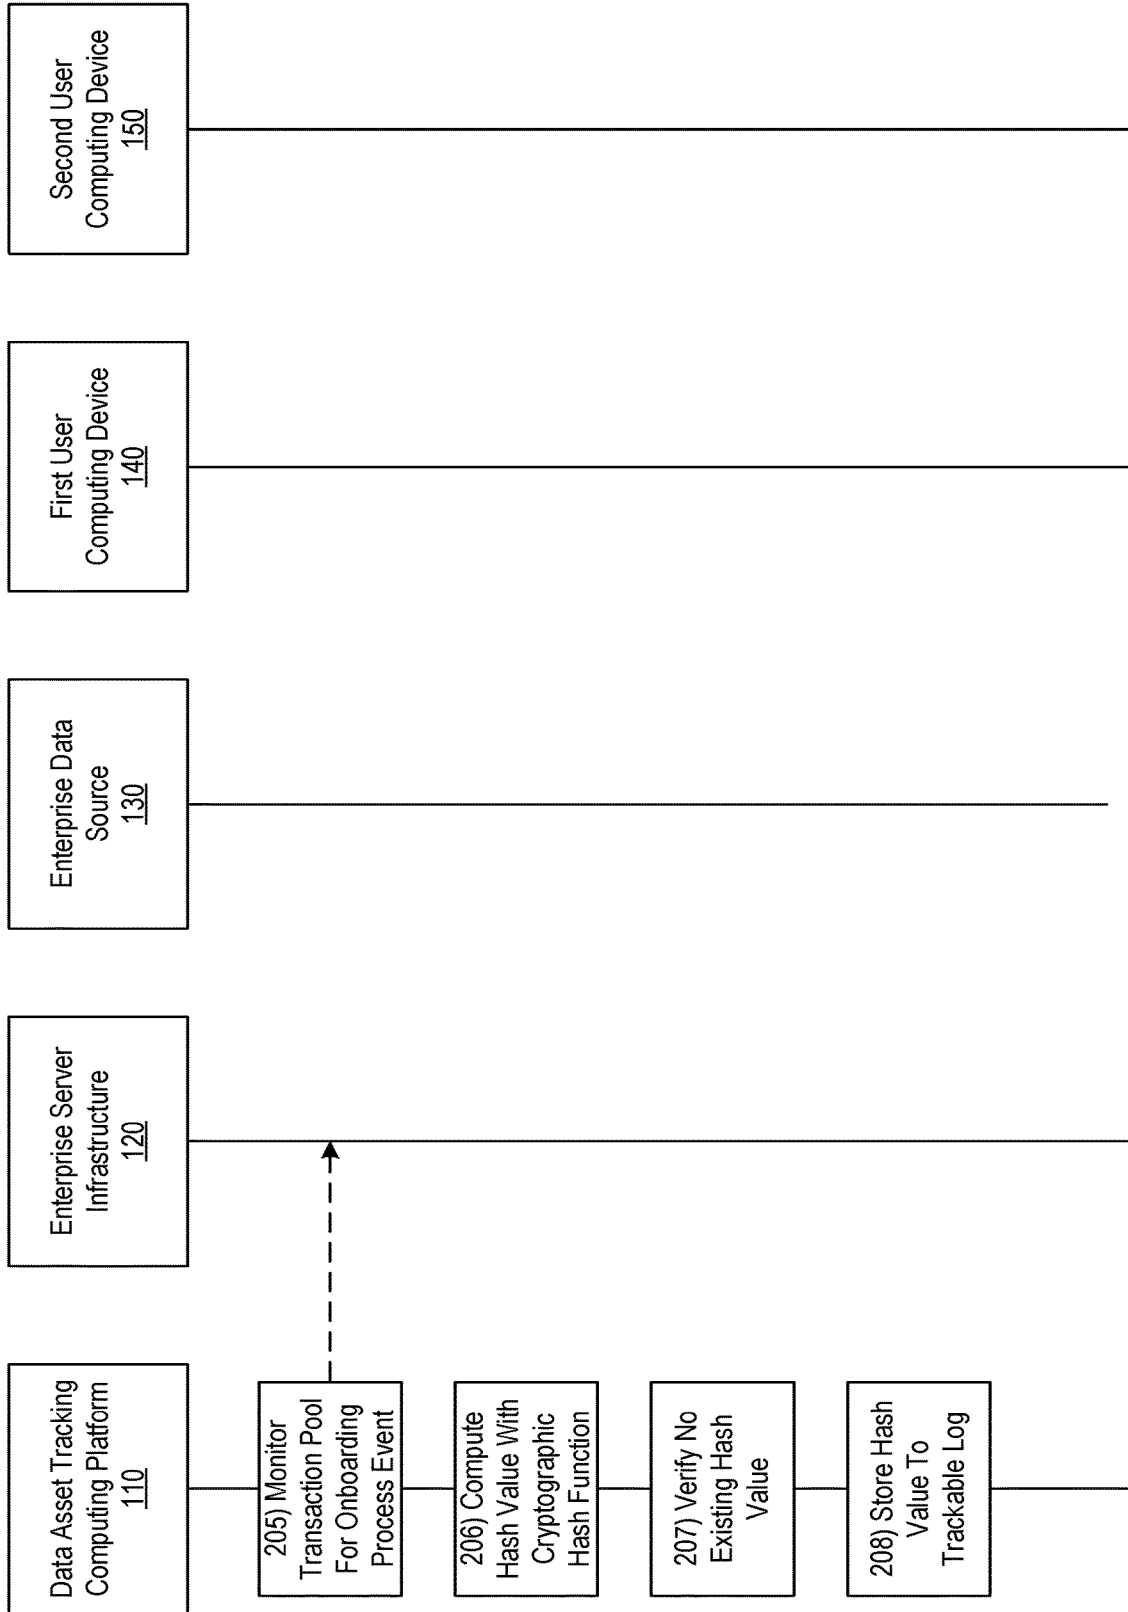 Data Asset Tracking
Computing Platform
110
Enterprise Server
Infrastructure
120
Enterprise Data
Source
130
First User
Computing Device
140
Second User
Computing Device
150
205) Monitor
Transaction Pool
For Onboarding
Process Event
206) Compute
Hash Value With
Cryptographic
Hash Function
207) Verify No
Existing Hash
Value
208) Store Hash
Value To
Trackable Log